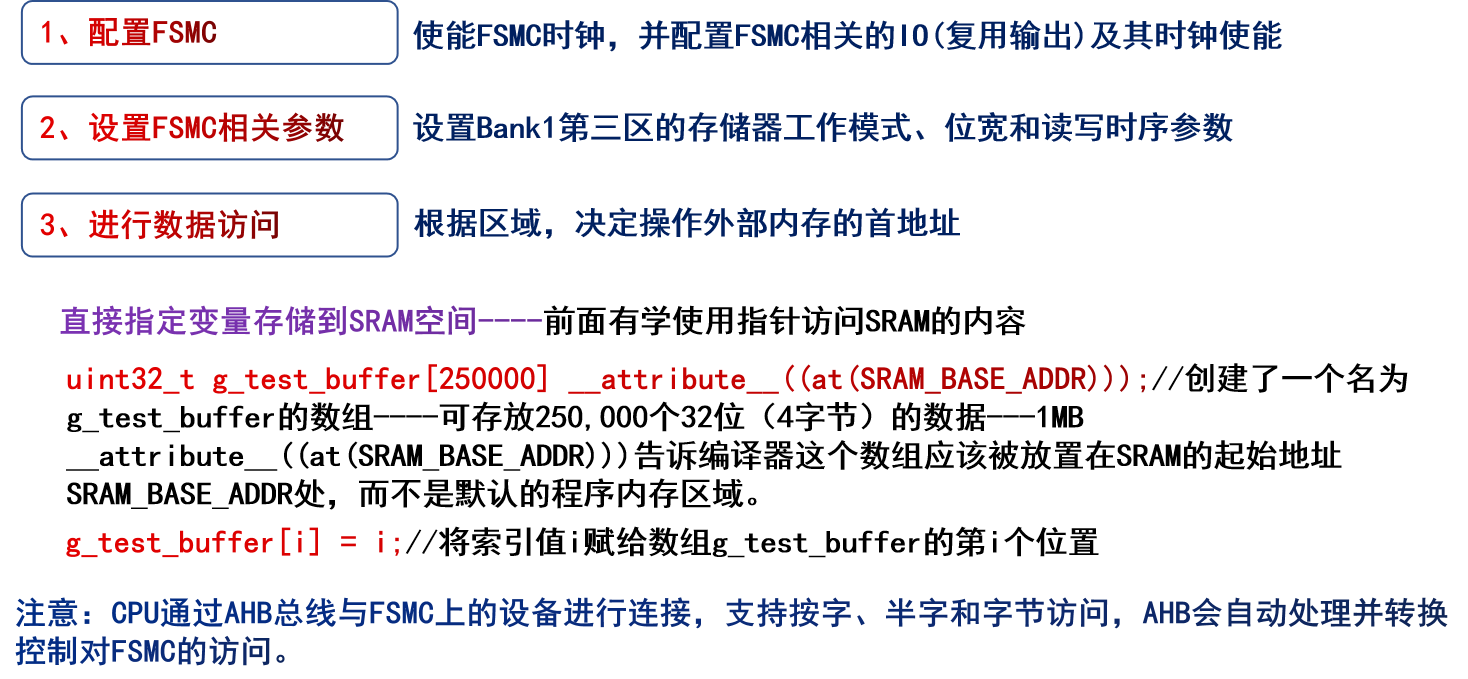 1、配置FSMC
使能FSMC时钟，并配置FSMC相关的IO(复用输出)及其时钟使能
2、设置FSMC相关参数
设置Bank1第三区的存储器工作模式、位宽和读写时序参数
3、进行数据访问
根据区域，决定操作外部内存的首地址
直接指定变量存储到SRAM空间----前面有学使用指针访问SRAM的内容
uint32_t g_test_buffer[250000] __attribute__((at(SRAM_BASE_ADDR)));//创建了一个名为
g_test_buffer的数组----可存放250,000个32位（4字节）的数据---1MB
__attribute__((at(SRAM_BASE_ADDR)))告诉编译器这个数组应该被放置在SRAM的起始地址
SRAM_BASE_ADDR处，而不是默认的程序内存区域。
g_test_buffer[i] = i;//将索引值i赋给数组g_test_buffer的第i个位置
注意：CPU通过AHB总线与FSMC上的设备进行连接，支持按字、半字和字节访问，AHB会自动处理并转换
控制对FSMC的访问。